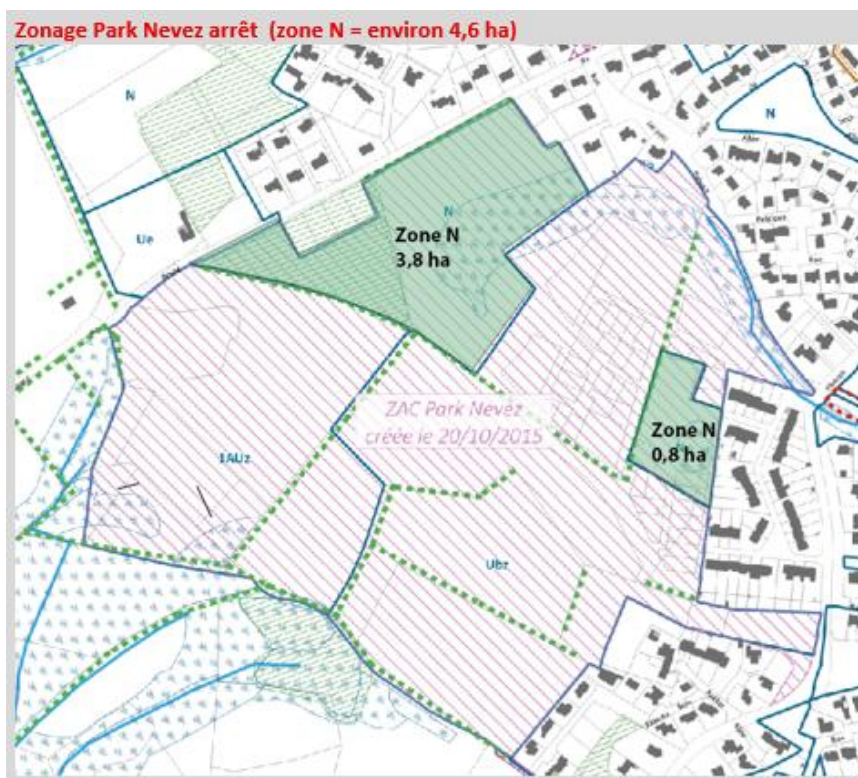 Zonage Park Nevez arrêt (zone N = environ 4,6 ha)
N
N
Ue
N
Zone N
3,8 ha
ZAC Park Nevez
créée le 20/10/2015
Zone N
0,8 ha
1AUz
Ubz